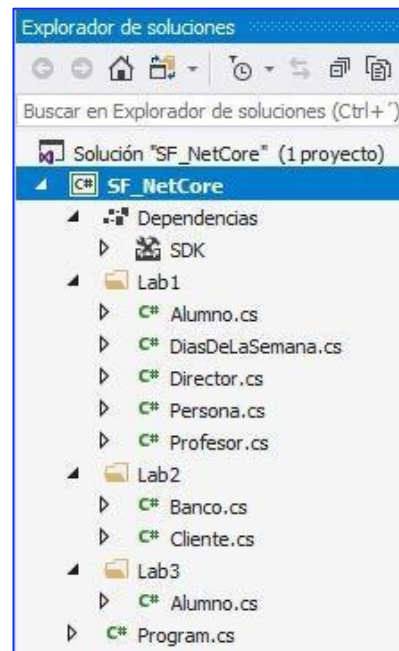 Explorador de soluciones
Buscar en Explorador de soluciones (Ctrl+´)
Solución "SF_NetCore" (1 proyecto)
C# SF_NetCore
Dependencias
SDK
Lab1
C# Alumno.cs
C# DiasDeLaSemana.cs
C# Director.cs
C# Persona.cs
C# Profesor.cs
Lab2
C# Banco.cs
C# Cliente.cs
Lab3
C# Alumno.cs
C# Program.cs